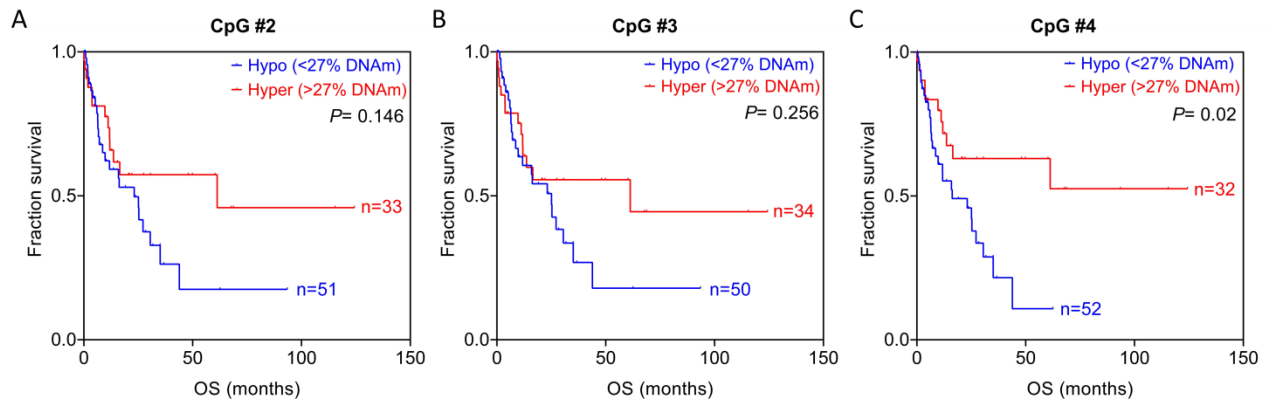 A
CpG #2
1.0
0.5
0.0
Fraction survival
Hypo (<27% DNAm)
Hyper (>27% DNAm)
P= 0.146
n=33
n=51
0
50
100
150
OS (months)
B
CpG #3
1.0
0.5
0.0
Fraction survival
Hypo (<27% DNAm)
Hyper (>27% DNAm)
P= 0.256
n=34
n=50
0
50
100
150
OS (months)
C
CpG #4
1.0
0.5
0.0
Fraction survival
Hypo (<27% DNAm)
Hyper (>27% DNAm)
P= 0.02
n=32
n=52
0
50
100
150
OS (months)